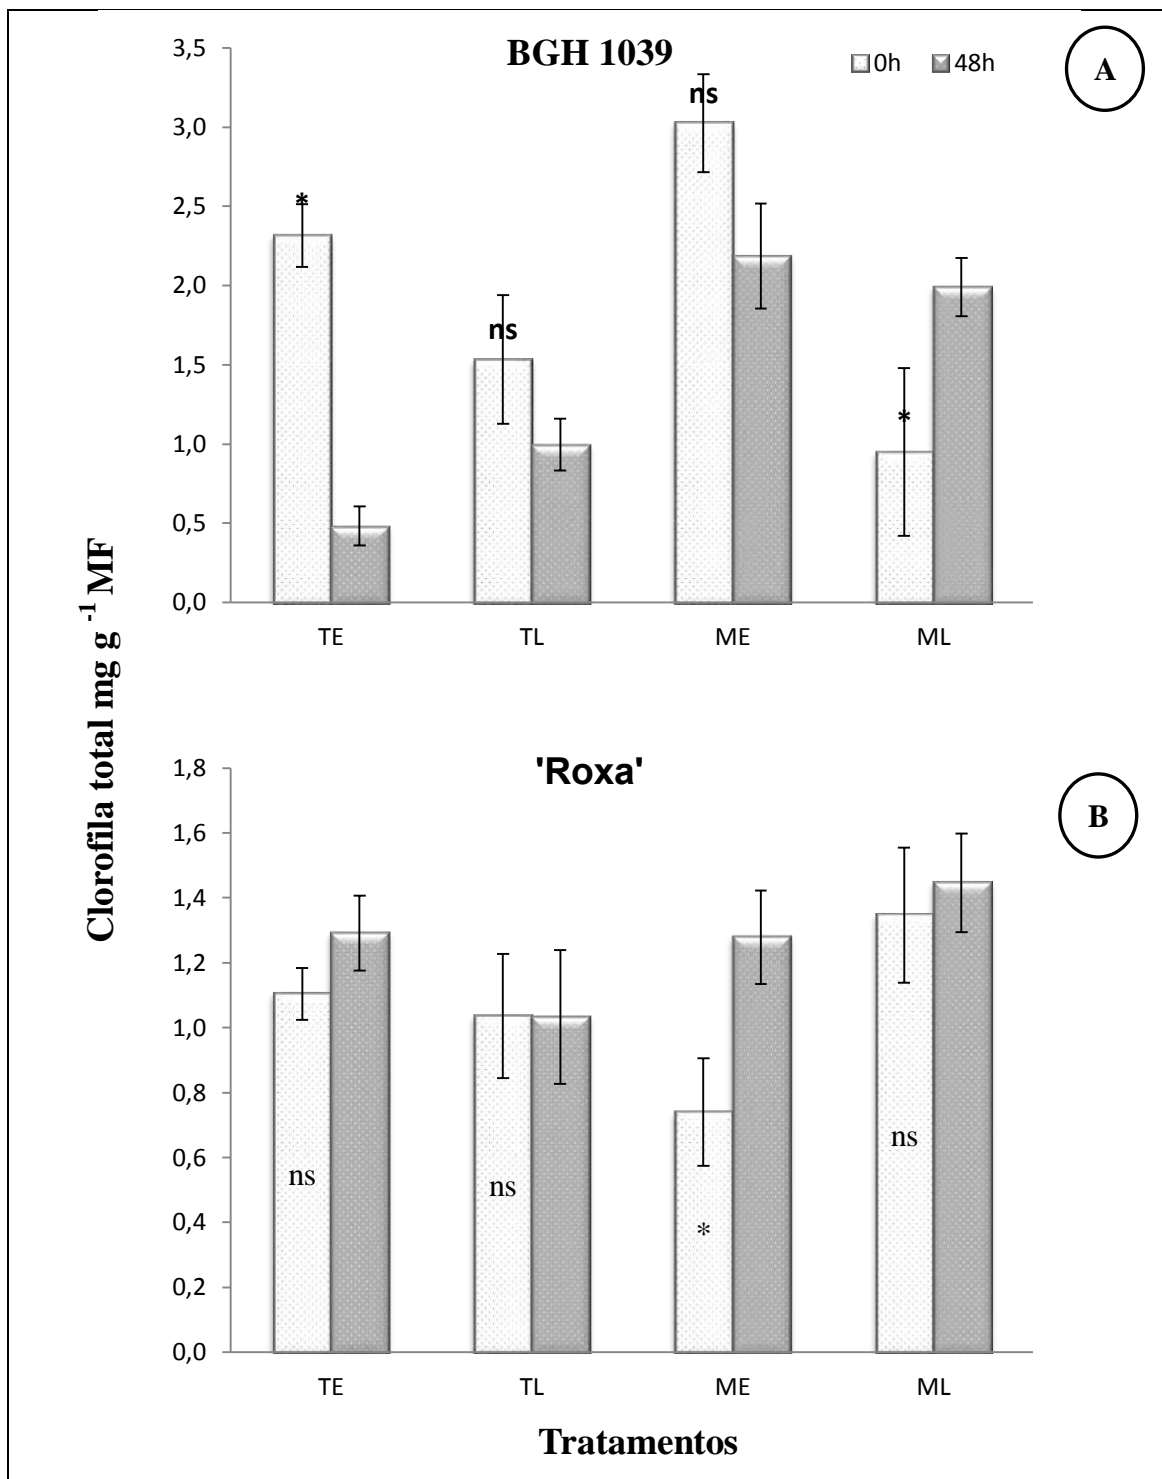 BGH 1039
0h 48h
A
3,5
3,0
2,5
2,0
1,5
1,0
0,5
0,0
* ns ns *
TE TL ME ML
Clorofila total mg g -1 MF
'Roxa'
B
1,8
1,6
1,4
1,2
1,0
0,8
0,6
0,4
0,2
0,0
ns ns * ns
TE TL ME ML
Tratamentos